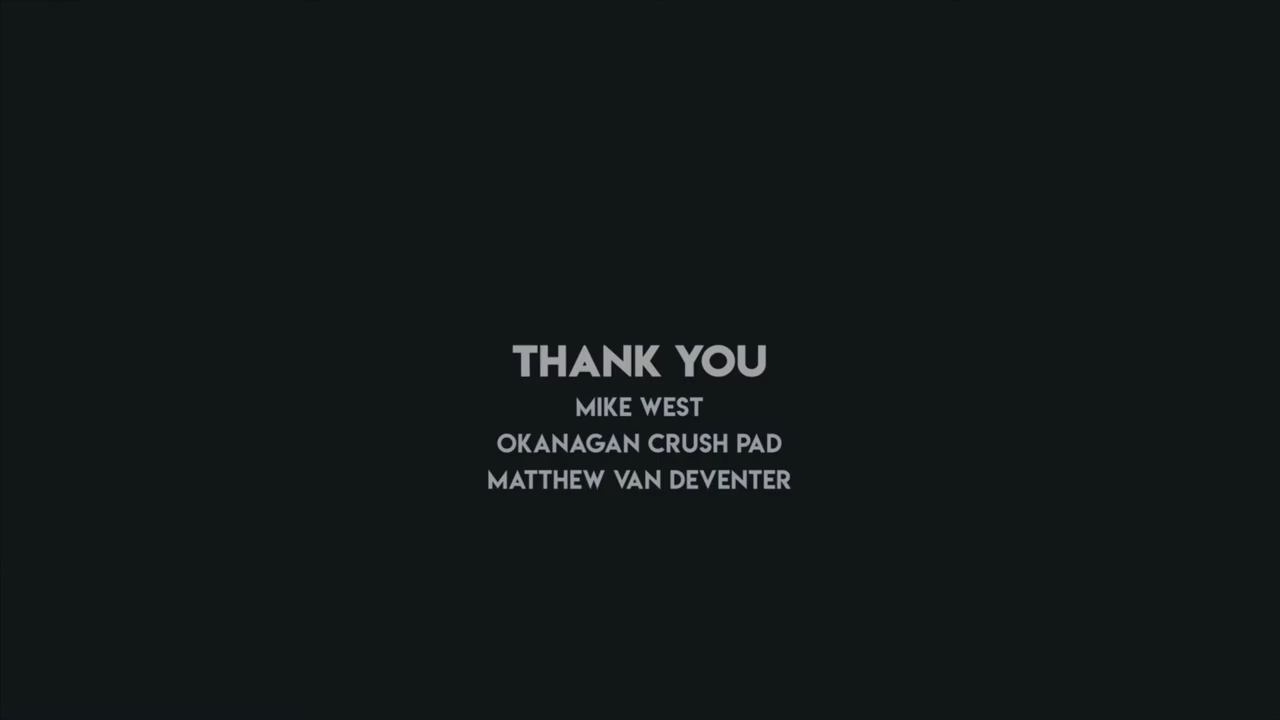 THANK YOU
MIKE WEST
OKANAGAN CRUSH PAD
MATTHEW VAN DEVENTER